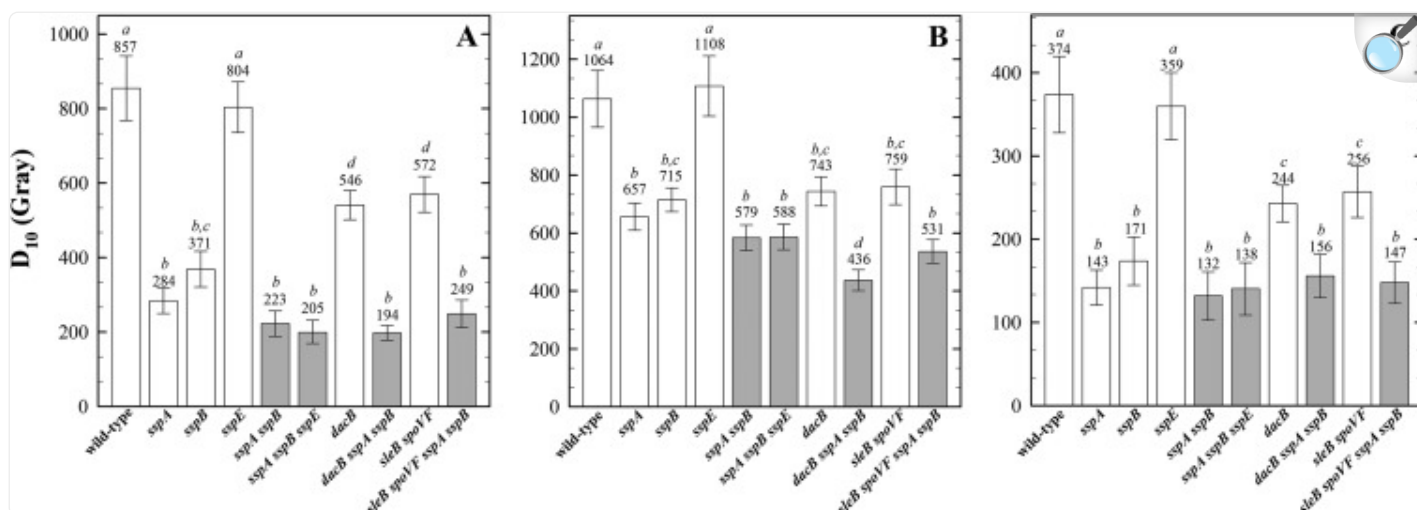 A
B
D10 (Gray)
1000
800
600
400
200
0
a
857
b
284
b,c
371
a
804
b
223
b
205
d
546
b
194
d
572
b
249
wild-type
sspA
sspB
sspE
sspA sspB
sspA sspB sspE
dacB
dacB sspA sspB
sleB spoVF
sleB spoVF sspA sspB
1200
1000
800
600
400
200
0
a
1064
b
657
b,c
715
a
1108
b
579
b
588
b,c
743
d
436
b,c
759
b
531
wild-type
sspA
sspB
sspE
sspA sspB
sspA sspB sspE
dacB
dacB sspA sspB
sleB spoVF
sleB spoVF sspA sspB
400
300
200
100
0
a
374
b
143
b
171
a
359
b
132
b
138
c
244
b
156
c
256
b
147
wild-type
sspA
sspB
sspE
sspA sspB
sspA sspB sspE
dacB
dacB sspA sspB
sleB spoVF
sleB spoVF sspA sspB